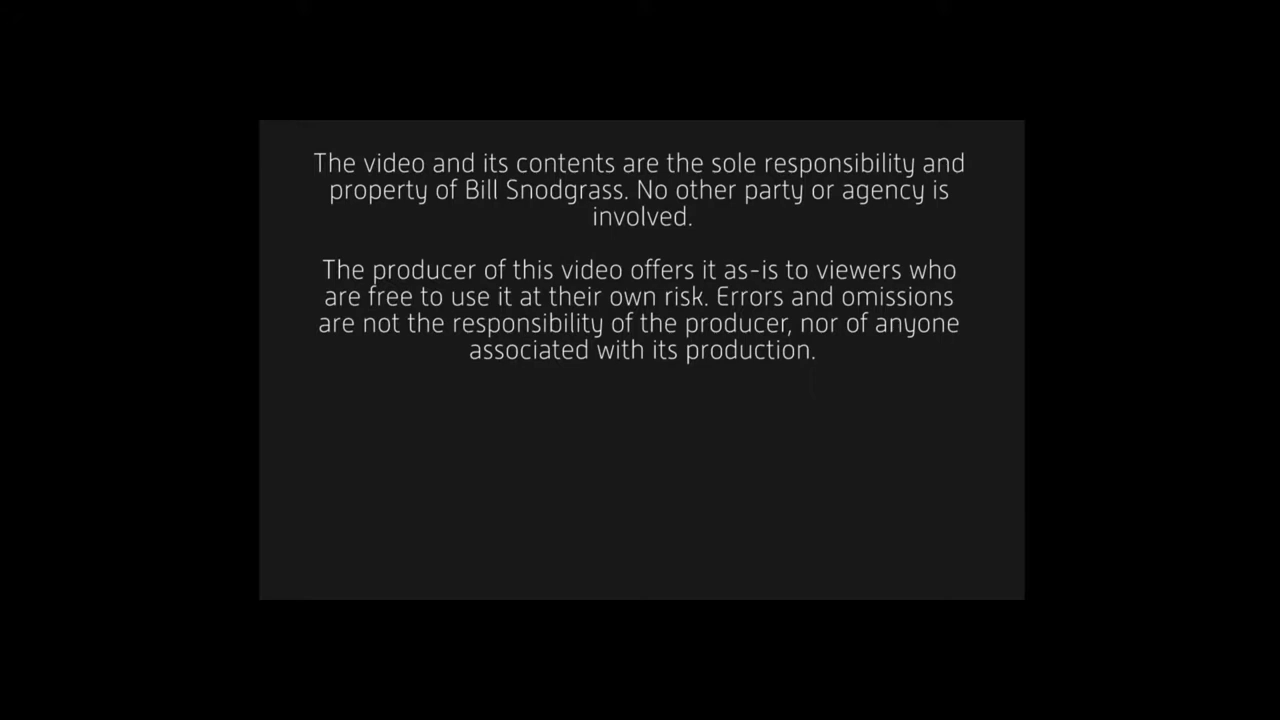 The video and its contents are the sole responsibility and
property of Bill Snodgrass. No other party or agency is
involved.
The producer of this video offers it as-is to viewers who
are free to use it at their own risk. Errors and omissions
are not the responsibility of the producer, nor of anyone
associated with its production.